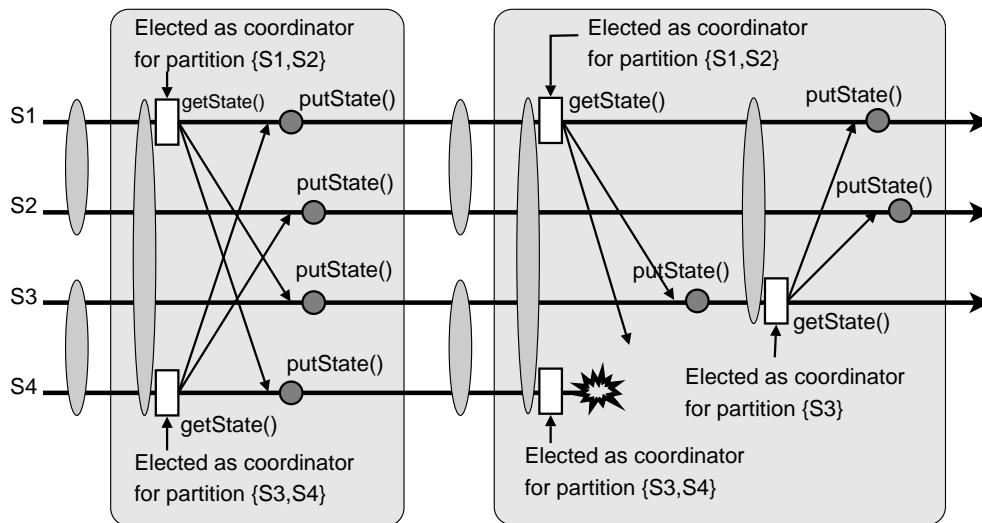 Elected as coordinator
for partition {S1,S2}
getState()
putState()
S1
putState()
S2
putState()
S3
putState()
S4
getState()
Elected as coordinator
for partition {S3,S4}
Elected as coordinator
for partition {S1,S2}
getState()
putState()
putState()
putState()
getState()
Elected as coordinator
for partition {S3}
Elected as coordinator
for partition {S3,S4}